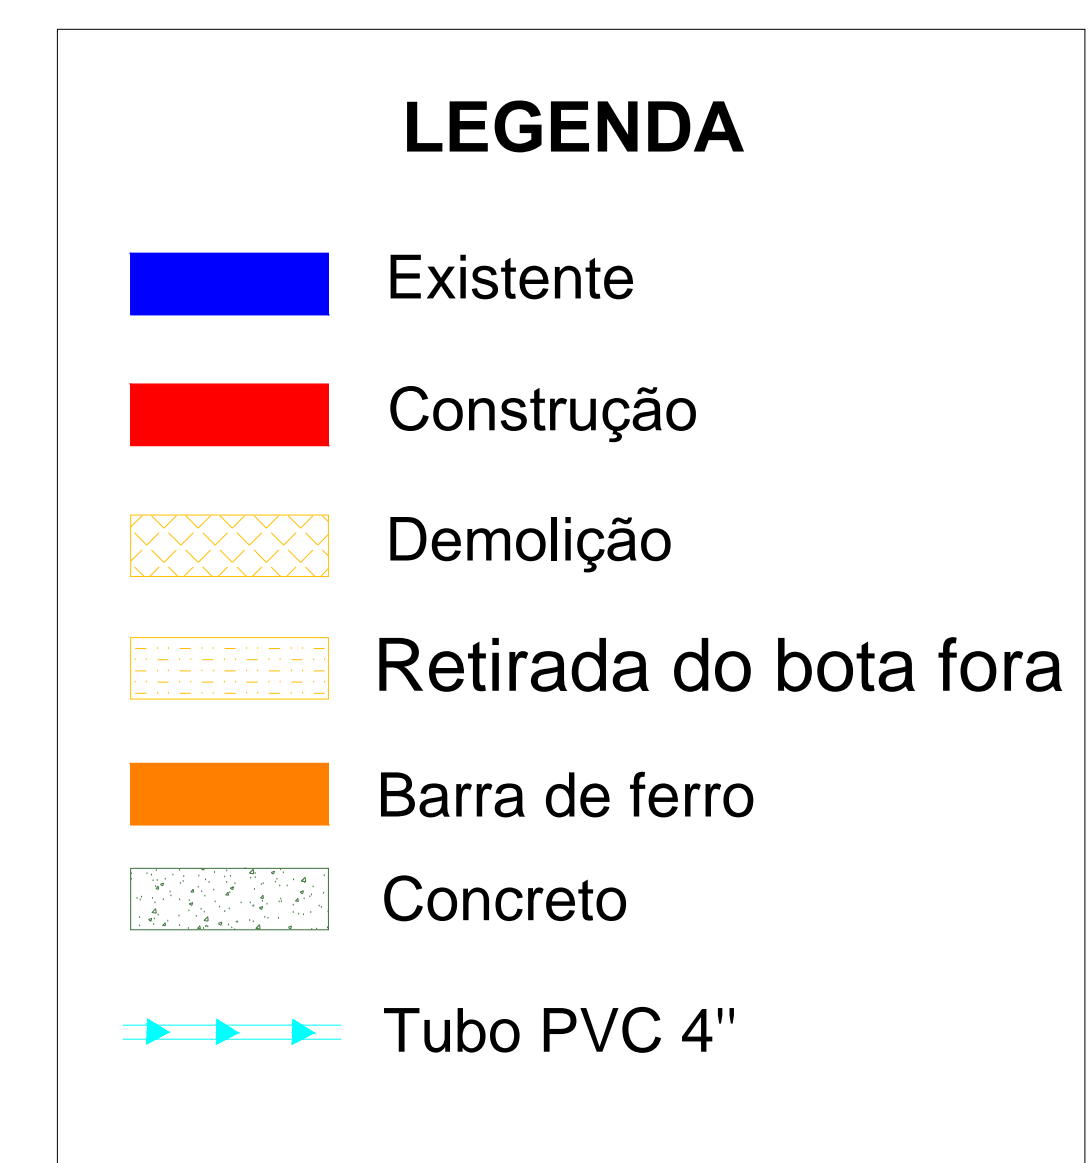 LEGENDA
Existente
Construção
Demolição
Retirada do bota fora
Barra de ferro
Concreto
Tubo PVC 4"